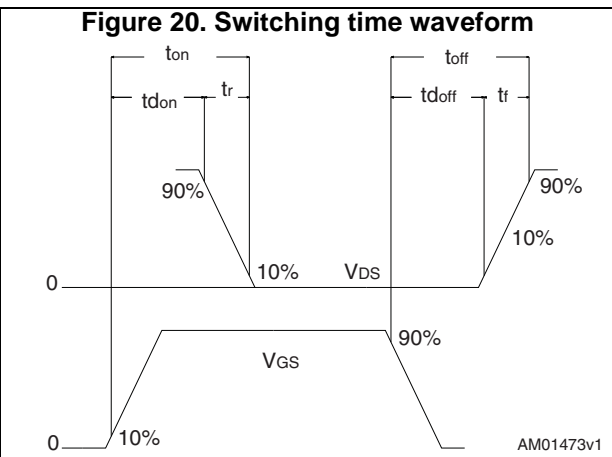 Figure 20. Switching time waveform
ton
toff
tdon
tr
tdoff
tf
90%
90%
10%
10%
VDS
0
90%
VGS
10%
0
AM01473v1